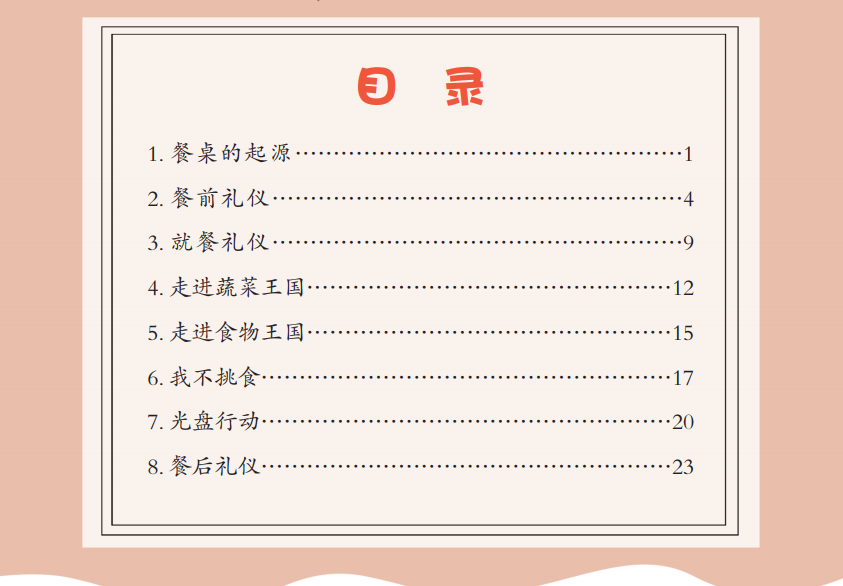 目 录
1. 餐桌的起源……………………………………………1
2. 餐前礼仪………………………………………………4
3. 就餐礼仪………………………………………………9
4. 走进蔬菜王国…………………………………………12
5. 走进食物王国…………………………………………15
6. 我不挑食………………………………………………17
7. 光盘行动………………………………………………20
8. 餐后礼仪………………………………………………23